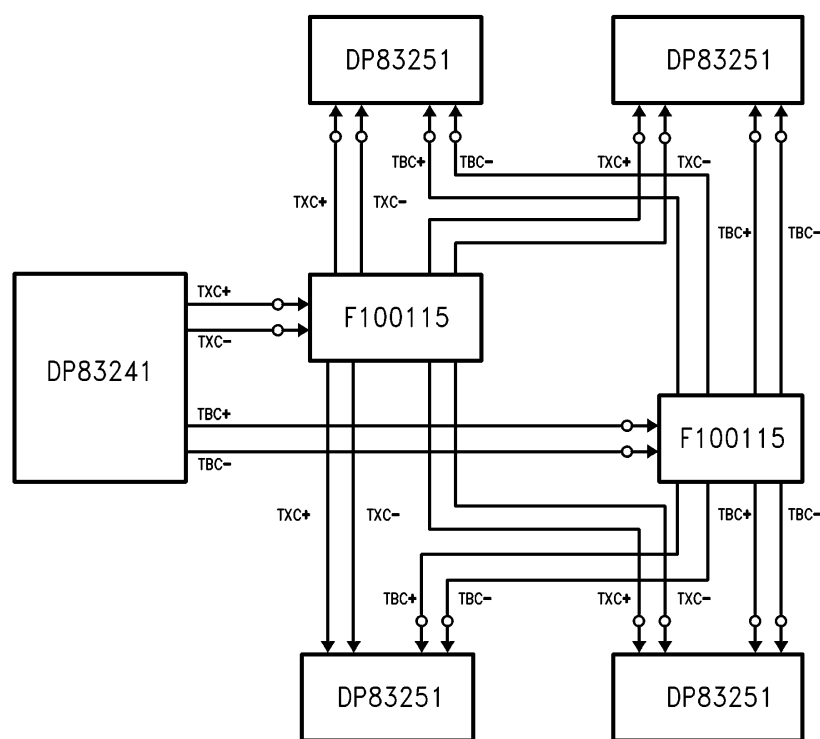 DP83251
DP83251
TBC+
TBC-
TXC+
TXC-
TXC+
TXC-
TBC+
TBC-
TXC+
F100115
TXC-
DP83241
TBC+
F100115
TBC-
TXC+
TXC-
TBC+
TBC-
TBC+
TBC-
TXC+
TXC-
DP83251
DP83251